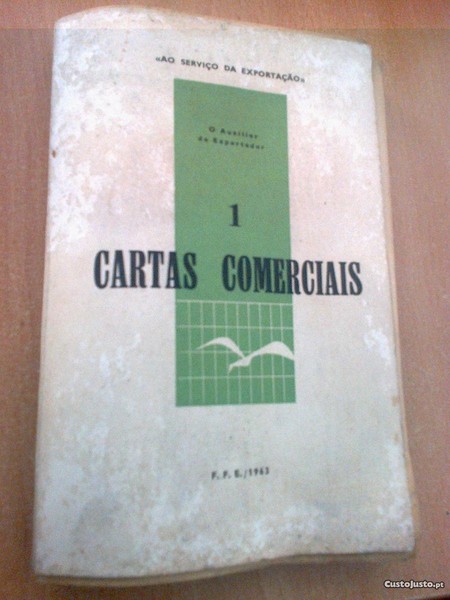 «AO SERVIÇO DA EXPORTAÇÃO»
O Auxiliar
do Exportador
1
CARTAS COMERCIAIS
F. F. E./1963
CustoJusto.pt